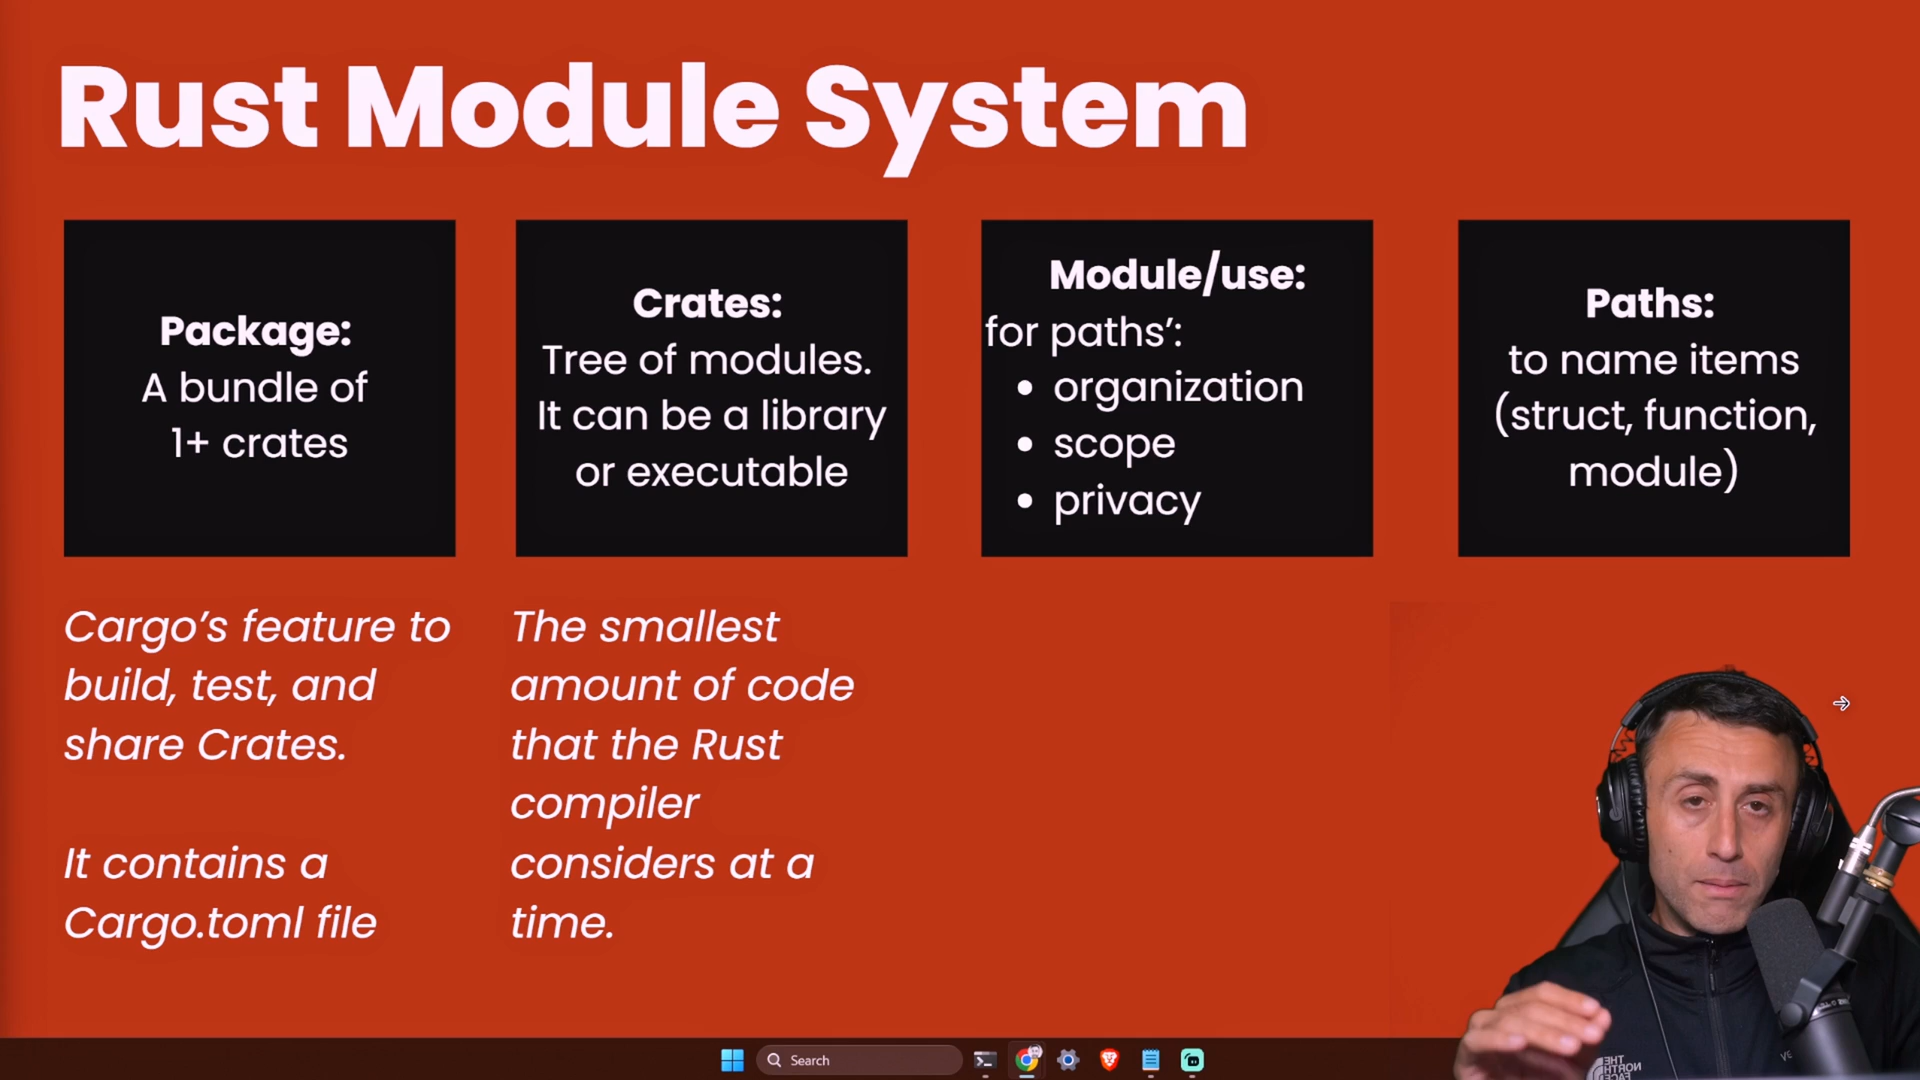 Rust Module System
Package:
A bundle of
1+ crates
Crates:
Tree of modules.
It can be a library
or executable
Module/use:
for paths’:
• organization
• scope
• privacy
Paths:
to name items
(struct, function,
module)
Cargo’s feature to
build, test, and
share Crates.
It contains a
Cargo.toml file
The smallest
amount of code
that the Rust
compiler
considers at a
time.
Search
THE
NORTH
FACE